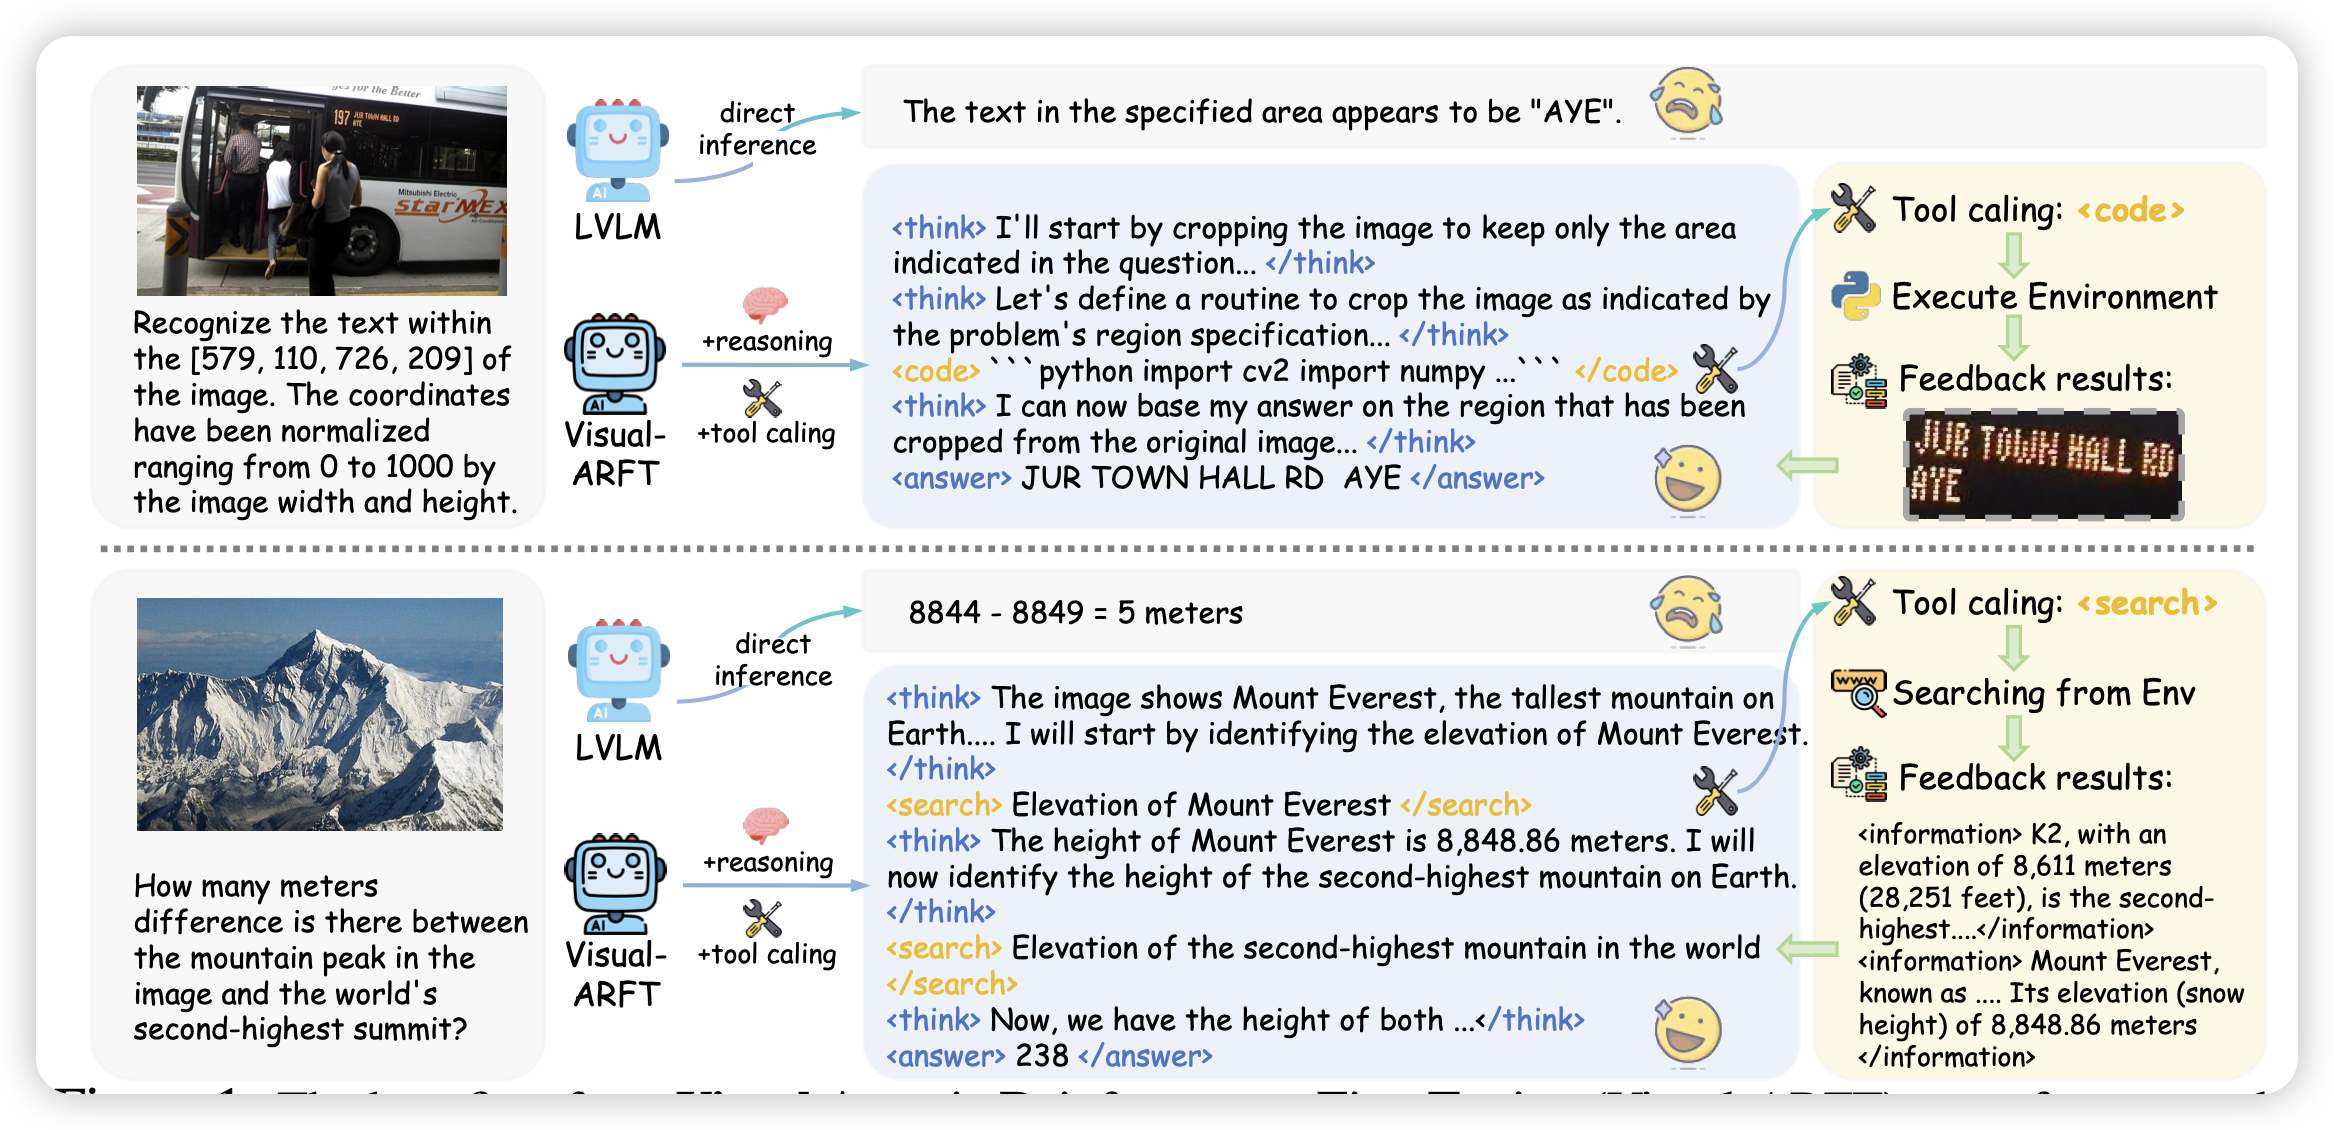 ges for the Better
197 JUR TOWN HALL RD
AYE
Mitsubishi Electric
starMEX
Recognize the text within
the [579, 110, 726, 209] of
the image. The coordinates
have been normalized
ranging from 0 to 1000 by
the image width and height.
AI
LVLM
direct
inference
The text in the specified area appears to be "AYE".
AI
Visual-
ARFT
+reasoning
+tool caling
<think> I'll start by cropping the image to keep only the area
indicated in the question... </think>
<think> Let's define a routine to crop the image as indicated by
the problem's region specification... </think>
<code> ```python import cv2 import numpy ...``` </code>
<think> I can now base my answer on the region that has been
cropped from the original image... </think>
<answer> JUR TOWN HALL RD  AYE </answer>
Tool caling: <code>
Execute Environment
Feedback results:
JUR TOWN HALL RD
AYE
How many meters
difference is there between
the mountain peak in the
image and the world's
second-highest summit?
AI
LVLM
direct
inference
8844 - 8849 = 5 meters
AI
Visual-
ARFT
+reasoning
+tool caling
<think> The image shows Mount Everest, the tallest mountain on
Earth.... I will start by identifying the elevation of Mount Everest.
</think>
<search> Elevation of Mount Everest </search>
<think> The height of Mount Everest is 8,848.86 meters. I will
now identify the height of the second-highest mountain on Earth.
</think>
<search> Elevation of the second-highest mountain in the world
</search>
<think> Now, we have the height of both ...</think>
<answer> 238 </answer>
Tool caling: <search>
WWW
Searching from Env
Feedback results:
<information> K2, with an
elevation of 8,611 meters
(28,251 feet), is the second-
highest....</information>
<information> Mount Everest,
known as .... Its elevation (snow
height) of 8,848.86 meters
</information>